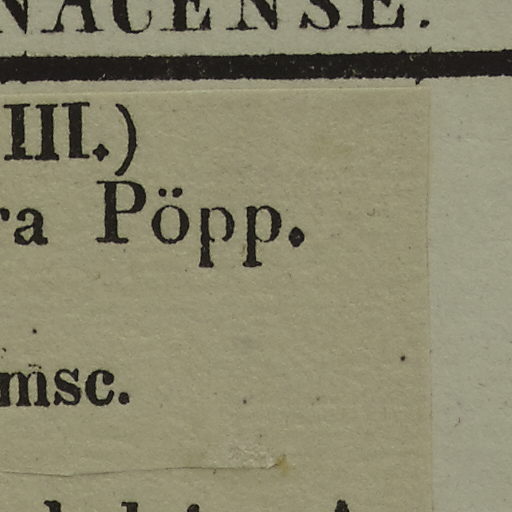 NACENSE.
III.)
ra Pöpp.
msc.